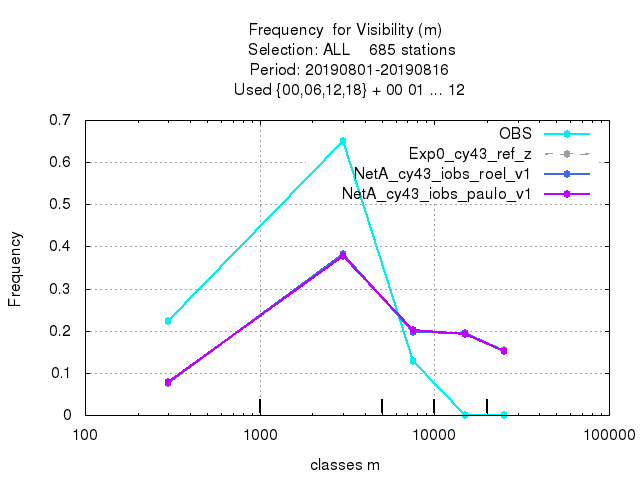 Frequency  for Visibility (m)
Selection: ALL    685 stations
Period: 20190801-20190816
Used {00,06,12,18} + 00 01 ... 12
0.7
0.6
0.5
0.4
0.3
0.2
0.1
0
Frequency
OBS
Exp0_cy43_ref_z
NetA_cy43_iobs_roel_v1
NetA_cy43_iobs_paulo_v1
100 1000 10000 100000
classes m